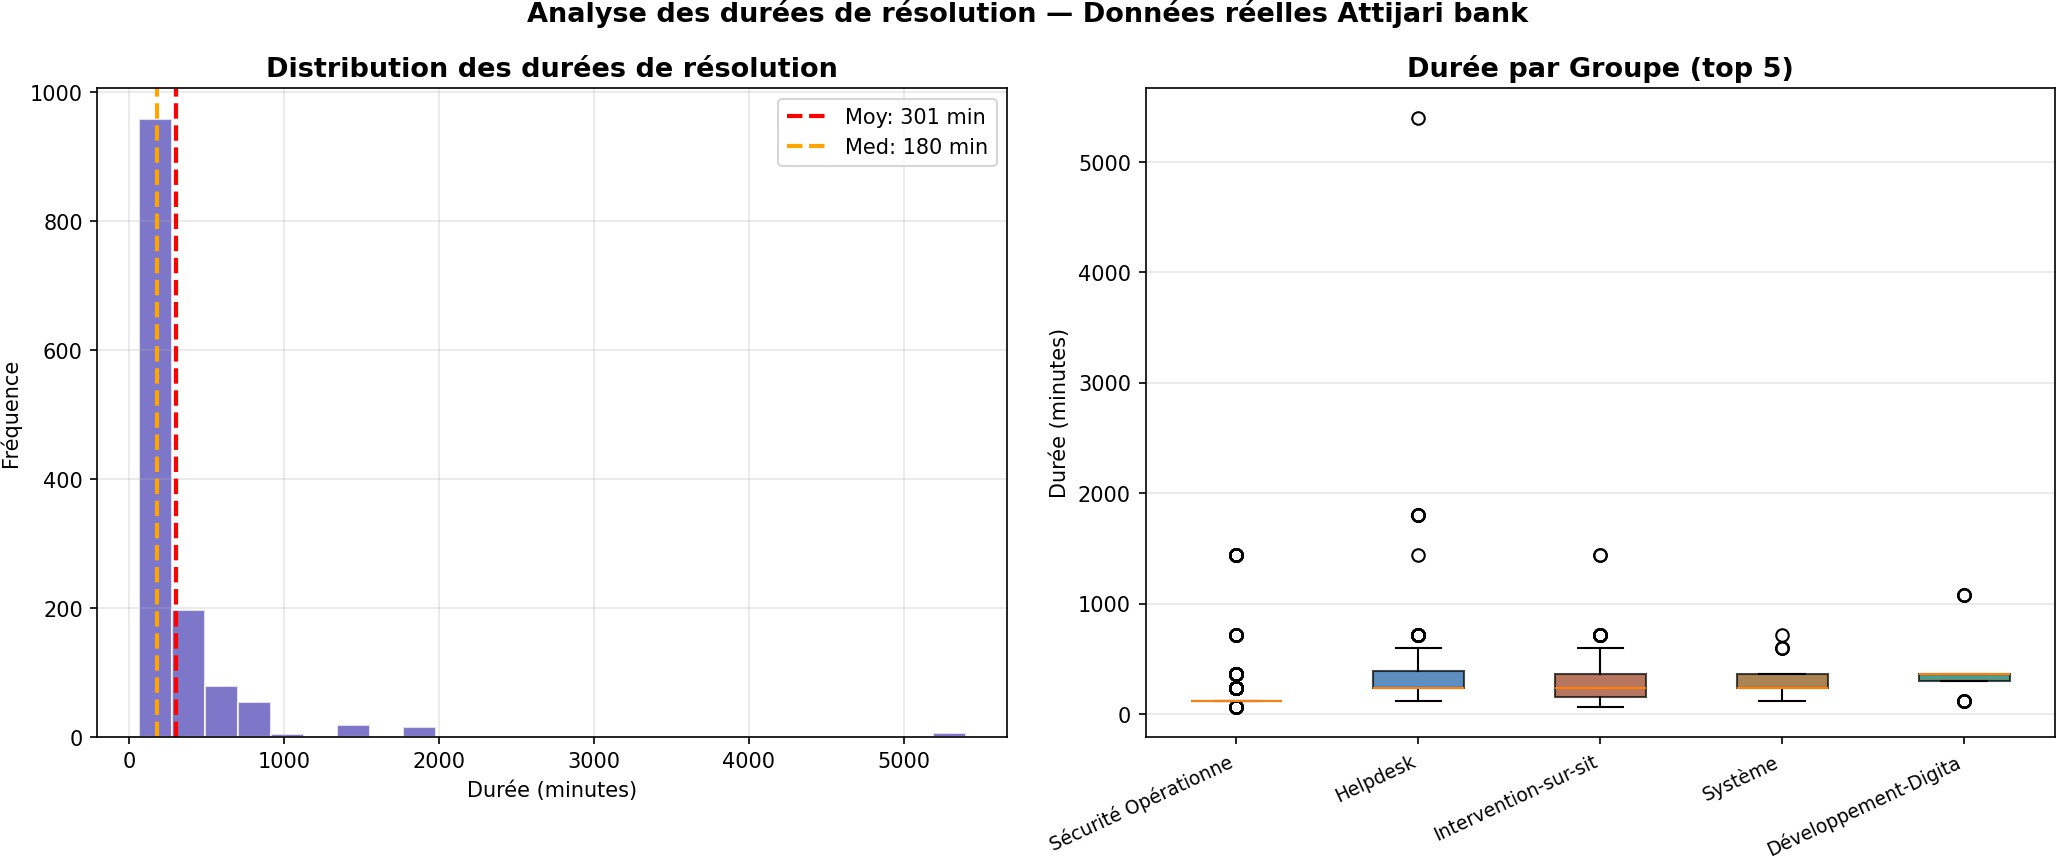 Analyse des durées de résolution — Données réelles Attijari bank
Distribution des durées de résolution
Fréquence
1000
800
600
400
200
0
Moy: 301 min
Med: 180 min
0 1000 2000 3000 4000 5000
Durée (minutes)
Durée par Groupe (top 5)
Durée (minutes)
5000
4000
3000
2000
1000
0
Sécurité Opérationne
Helpdesk
Intervention-sur-sit
Système
Développement-Digita